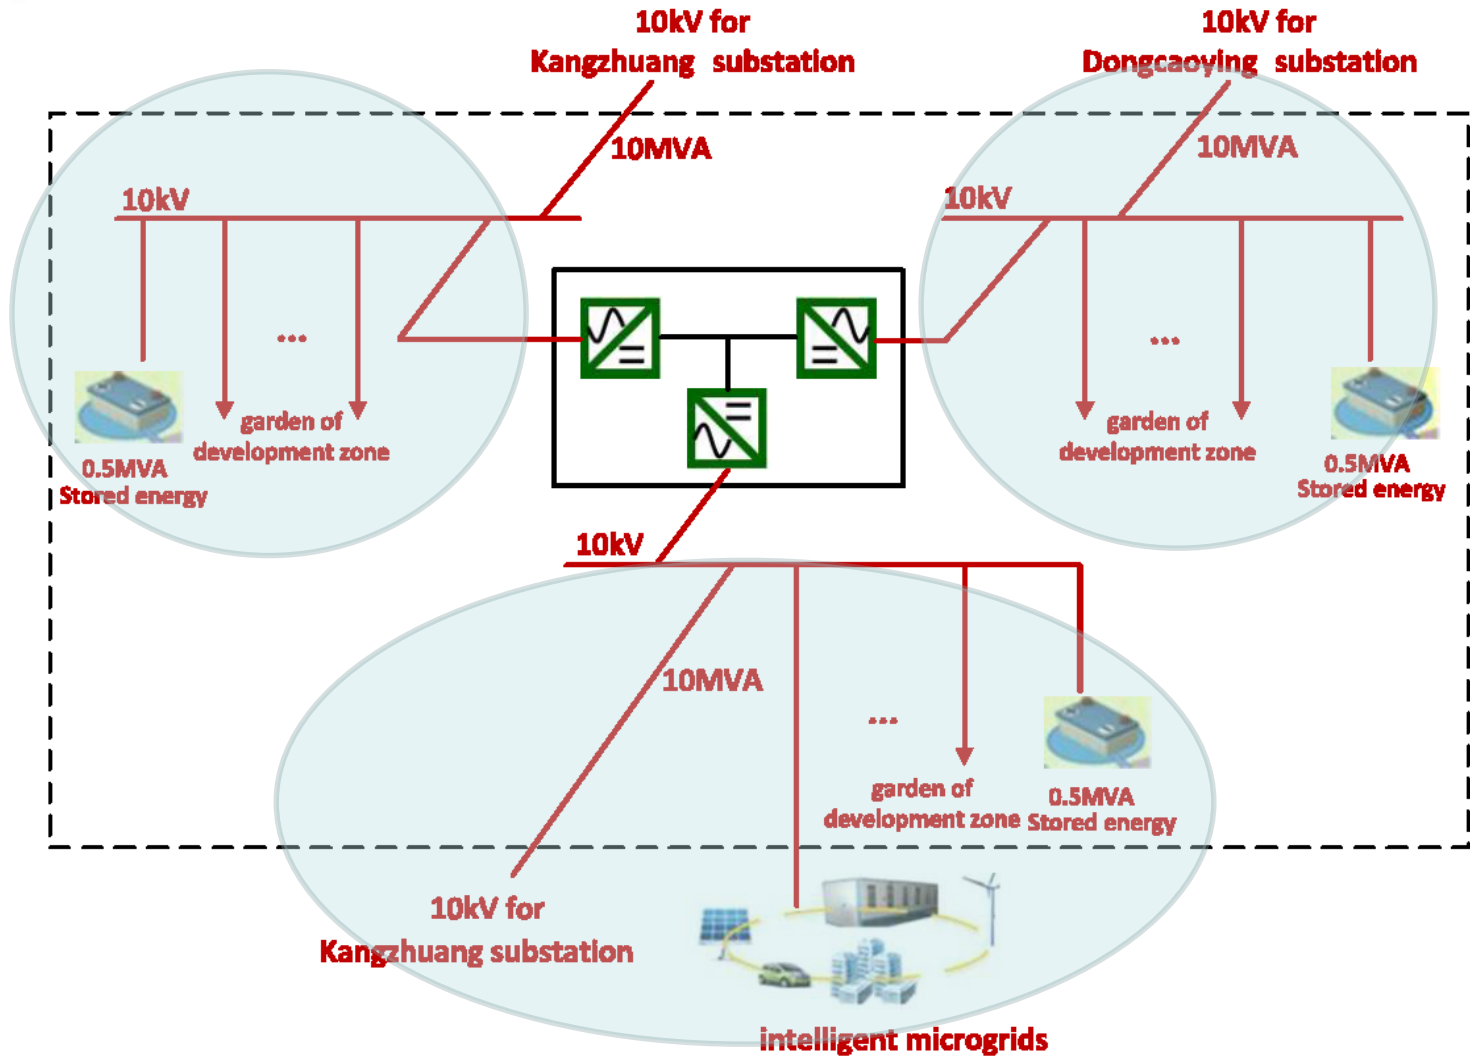 10kV for
Kangzhuang substation
10MVA
10kV for
Dongcaoying substation
10MVA
10kV
...
garden of
development zone
0.5MVA
Stored energy
10kV
...
garden of
development zone
0.5MVA
Stored energy
10kV
10MVA
...
garden of
development zone
0.5MVA
Stored energy
10kV for
Kangzhuang substation
intelligent microgrids